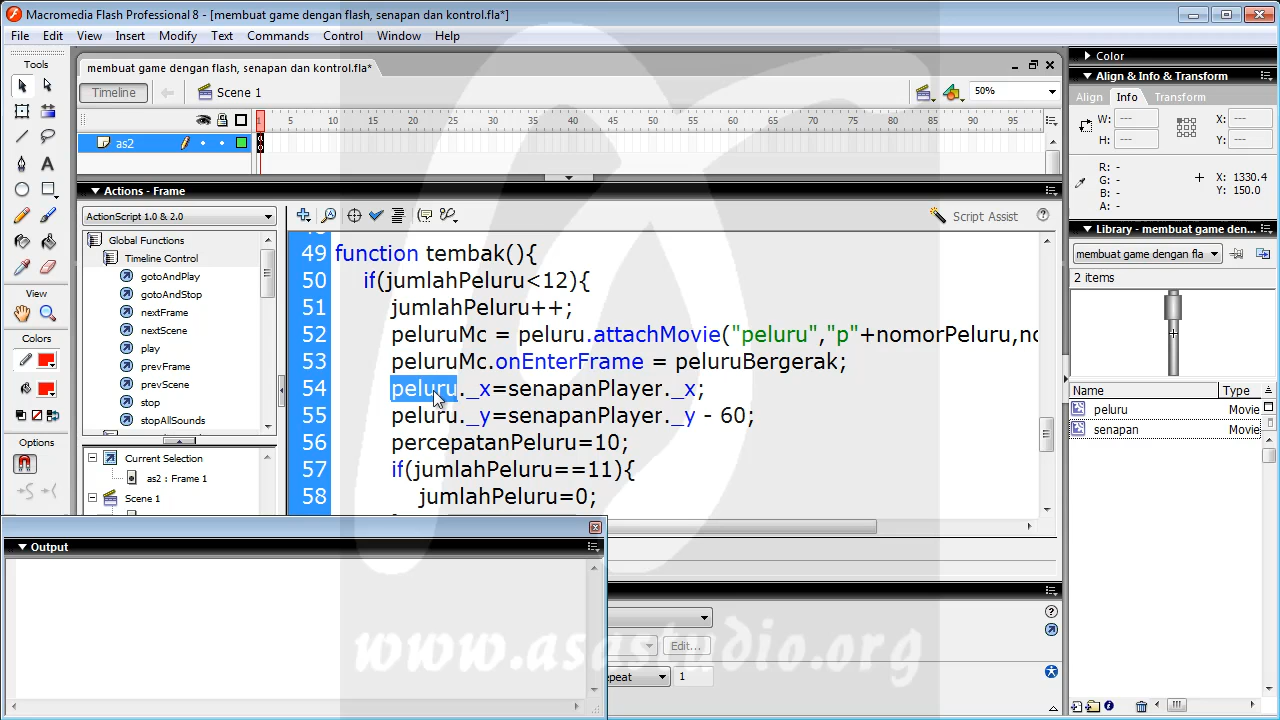 Macromedia Flash Professional 8 - [membuat game dengan flash, senapan dan kontrol.fla*]
File Edit View Insert Modify Text Commands Control Window Help
Tools
View
Colors
Options
membuat game dengan flash, senapan dan kontrol.fla*
Timeline
Scene 1
50%
1 5 10 15 20 25 30 35 40 45 50 55 60 65 70 75 80 85 90 95
as2
Actions - Frame
ActionScript 1.0 & 2.0
Script Assist
Global Functions
Timeline Control
gotoAndPlay
gotoAndStop
nextFrame
nextScene
play
prevFrame
prevScene
stop
stopAllSounds
Current Selection
as2 : Frame 1
Scene 1
49 function tembak(){
50 if(jumlahPeluru<12){
51 jumlahPeluru++;
52 peluruMc = peluru.attachMovie("peluru","p"+nomorPeluru,no
53 peluruMc.onEnterFrame = peluruBergerak;
54 peluru._x=senapanPlayer._x;
55 peluru._y=senapanPlayer._y - 60;
56 percepatanPeluru=10;
57 if(jumlahPeluru==11){
58 jumlahPeluru=0;
Output
Edit...
epeat
1
www.asastudio.org
Color
Align & Info & Transform
Align Info Transform
W: X:
H: Y:
R: -
G: - X: 1330.4
B: - Y: 150.0
A: -
Library - membuat game den...
membuat game dengan fla
2 items
Name Type
peluru Movie
senapan Movie